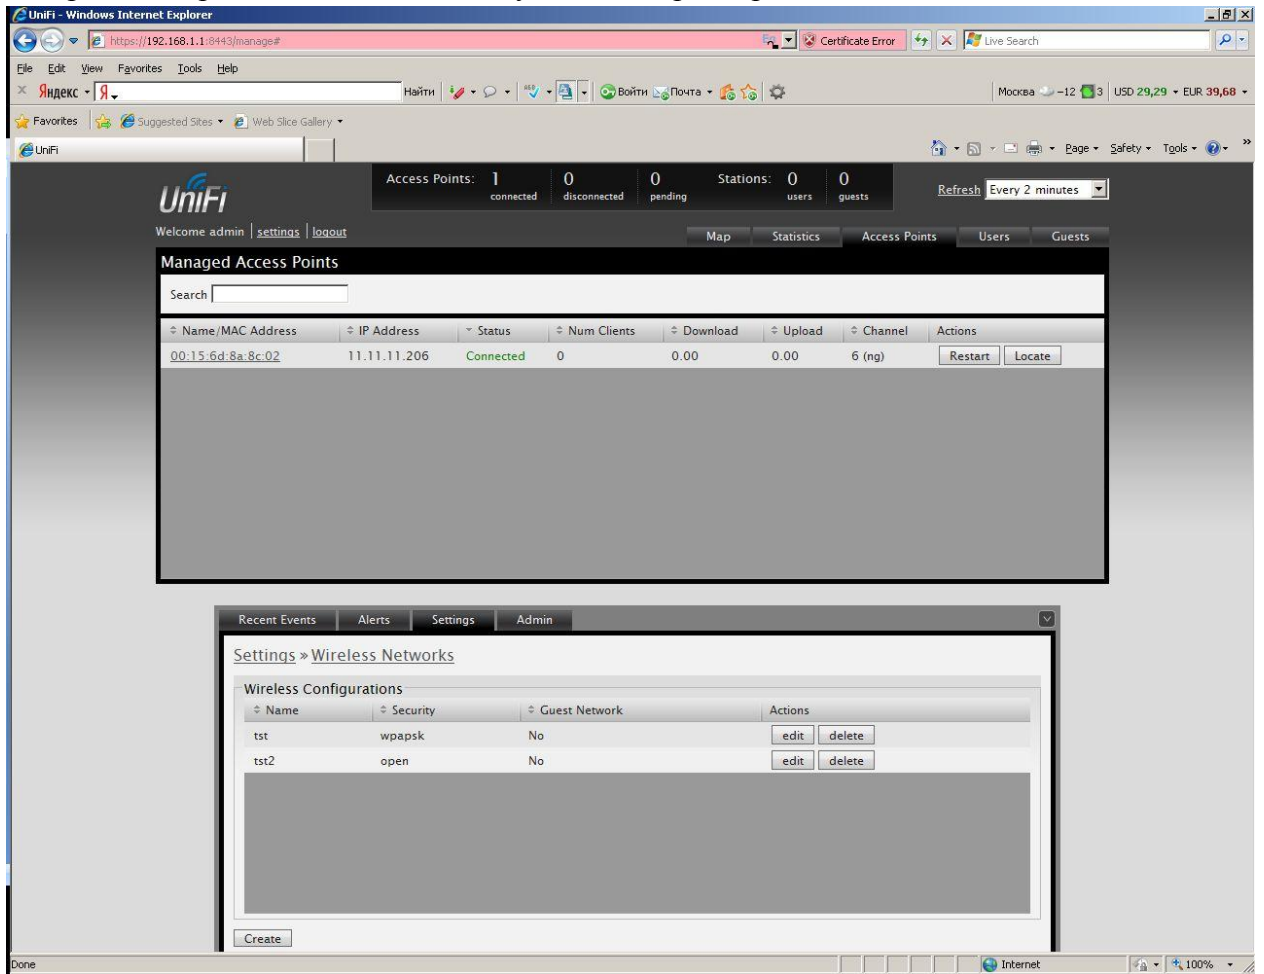 UniFi - Windows Internet Explorer
https://192.168.1.1:8443/manage#
Certificate Error
Live Search
File Edit View Favorites Tools Help
Яндекс Я
Найти
Войти
Почта
Москва -12 3 USD 29,29 EUR 39,68
Favorites Suggested Sites Web Slice Gallery
UniFi
Page Safety Tools
UniFi
Access Points: 1 0 0 Stations: 0 0
connected disconnected pending users guests
Refresh Every 2 minutes
Welcome admin | settings | logout
Map Statistics Access Points Users Guests
Managed Access Points
Search
Name/MAC Address IP Address Status Num Clients Download Upload Channel Actions
00:15:6d:8a:8c:02 11.11.11.206 Connected 0 0.00 0.00 6 (ng) Restart Locate
Recent Events Alerts Settings Admin
Settings » Wireless Networks
Wireless Configurations
Name Security Guest Network Actions
tst wpapsk No edit delete
tst2 open No edit delete
Create
Done Internet 100%